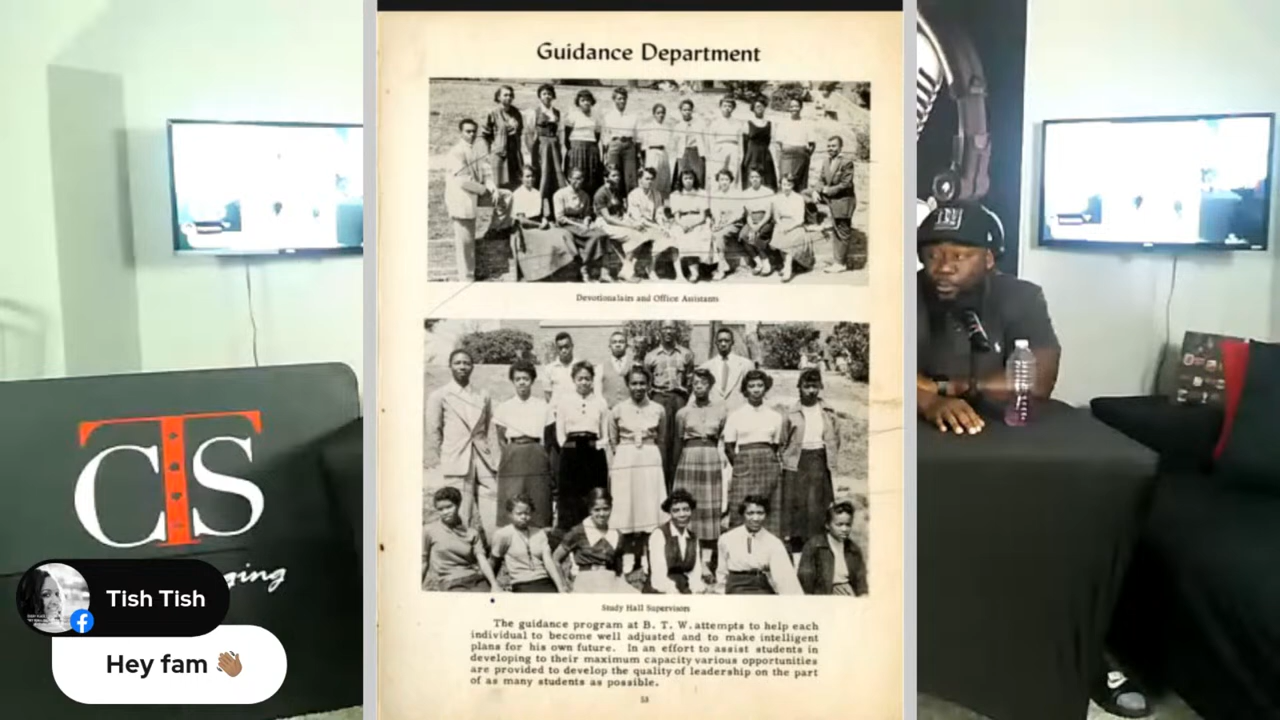 Guidance Department
Devotionalairs and Office Assistants
Study Hall Supervisors
The guidance program at B. T. W. attempts to help each
individual to become well adjusted and to make intelligent
plans for his own future. In an effort to assist students in
developing to their maximum capacity various opportunities
are provided to develop the quality of leadership on the part
of as many students as possible.
53
CTS
ging
Tish Tish
Hey fam 👋🏽